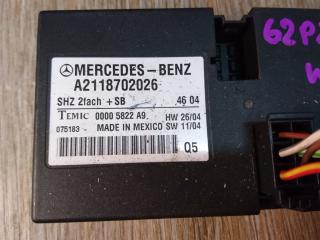 MERCEDES-BENZ
A2118702026
SHZ 2fach + SB 46 04
TEMIC 0000 5822 A9 HW 26/04
075183 MADE IN MEXICO SW 11/04
Q5
62P